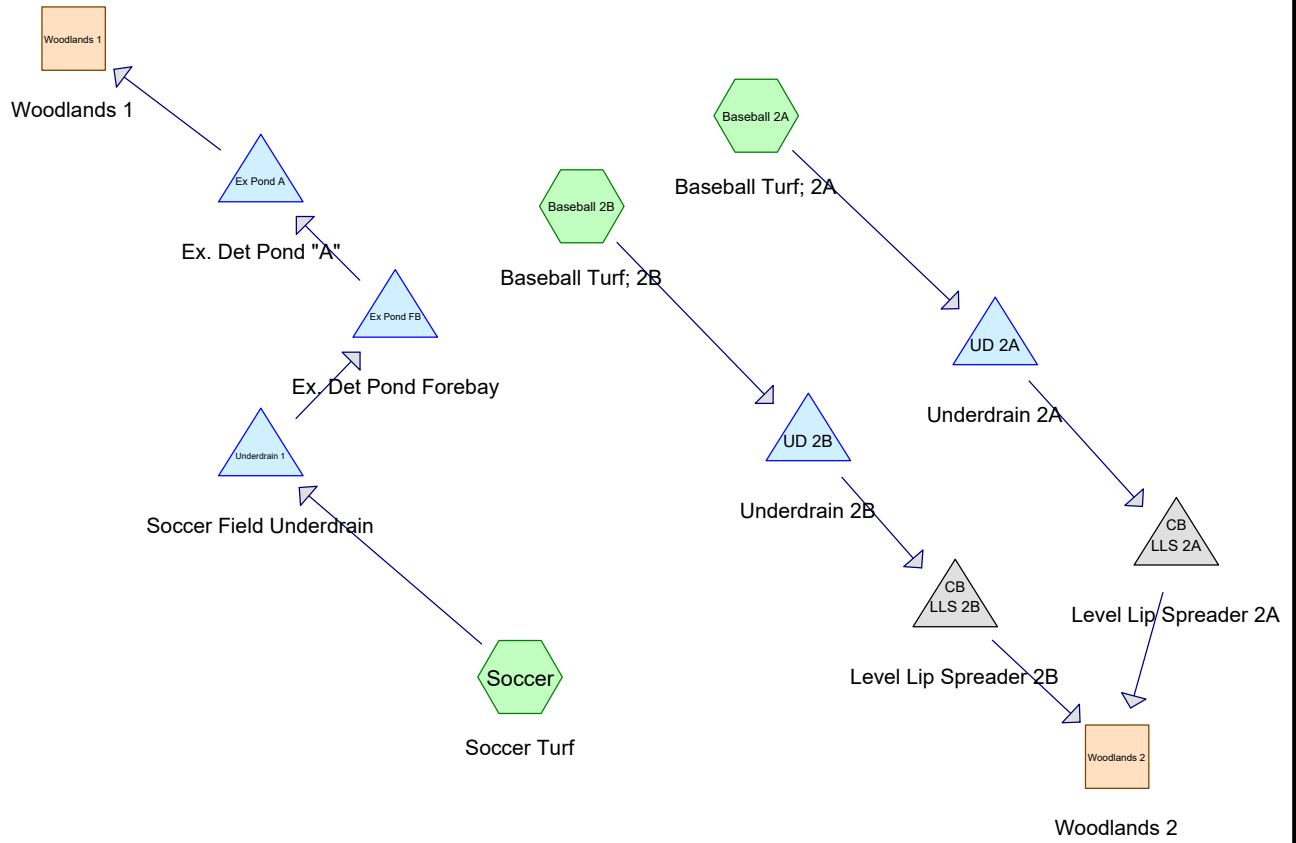 Woodlands 1
Woodlands 1
Baseball 2A
Baseball Turf; 2A
Ex Pond A
Ex. Det Pond "A"
Baseball 2B
Baseball Turf; 2B
Ex Pond FB
Ex. Det Pond Forebay
UD 2A
Underdrain 2A
Underdrain 1
Soccer Field Underdrain
UD 2B
Underdrain 2B
CB
LLS 2A
Level Lip Spreader 2A
CB
LLS 2B
Level Lip Spreader 2B
Soccer
Soccer Turf
Woodlands 2
Woodlands 2